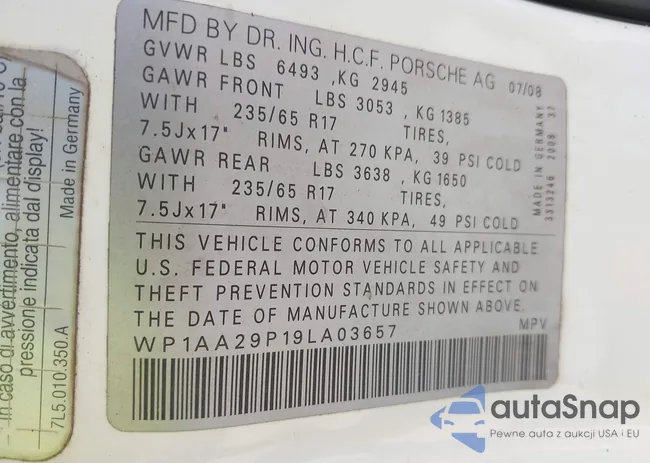 MFD BY DR. ING. H.C.F. PORSCHE AG 07/08
GVWR LBS 6493 , KG 2945
GAWR FRONT LBS 3053 , KG 1385
WITH 235/65 R17 TIRES,
7.5Jx17" RIMS, AT 270 KPA, 39 PSI COLD
GAWR REAR LBS 3638 , KG 1650
WITH 235/65 R17 TIRES,
7.5Jx17" RIMS, AT 340 KPA, 49 PSI COLD
THIS VEHICLE CONFORMS TO ALL APPLICABLE
U.S. FEDERAL MOTOR VEHICLE SAFETY AND
THEFT PREVENTION STANDARDS IN EFFECT ON
THE DATE OF MANUFACTURE SHOWN ABOVE.
WP1AA29P19LA03657 MPV
MADE IN GERMANY
3313246 2008 37
in caso di avvertimento, alimentare con la
pressione indicata dal display!
Made in Germany
7L5.010.350.A
autaSnap
Pewne auta z aukcji USA i EU